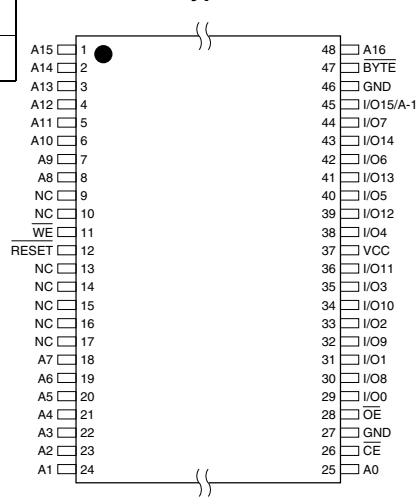 A15 1 48 A16
A14 2 47 BYTE
A13 3 46 GND
A12 4 45 I/O15/A-1
A11 5 44 I/O7
A10 6 43 I/O14
A9 7 42 I/O6
A8 8 41 I/O13
NC 9 40 I/O5
NC 10 39 I/O12
WE 11 38 I/O4
RESET 12 37 VCC
NC 13 36 I/O11
NC 14 35 I/O3
NC 15 34 I/O10
NC 16 33 I/O2
NC 17 32 I/O9
A7 18 31 I/O1
A6 19 30 I/O8
A5 20 29 I/O0
A4 21 28 OE
A3 22 27 GND
A2 23 26 CE
A1 24 25 A0